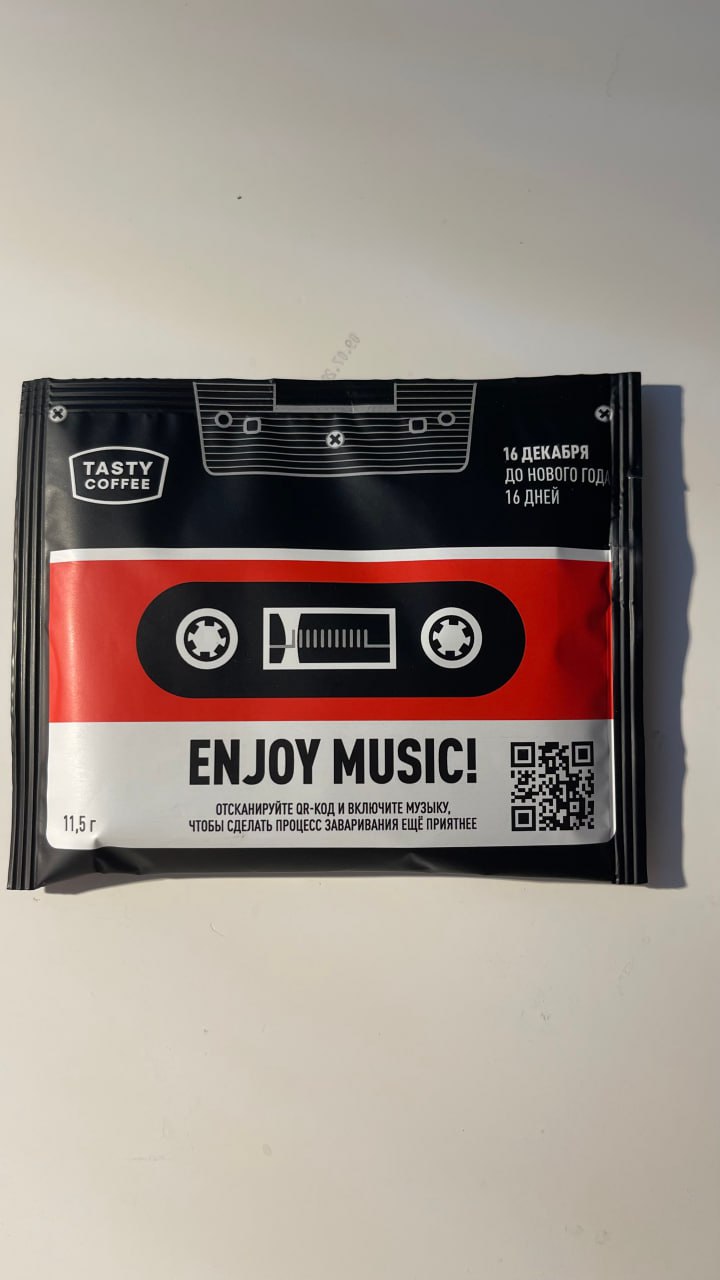 TASTY
COFFEE
16 ДЕКАБРЯ
ДО НОВОГО ГОДА
16 ДНЕЙ
ENJOY MUSIC!
ОТСКАНИРУЙТЕ QR-КОД И ВКЛЮЧИТЕ МУЗЫКУ,
ЧТОБЫ СДЕЛАТЬ ПРОЦЕСС ЗАВАРИВАНИЯ ЕЩЁ ПРИЯТНЕЕ
11,5 г